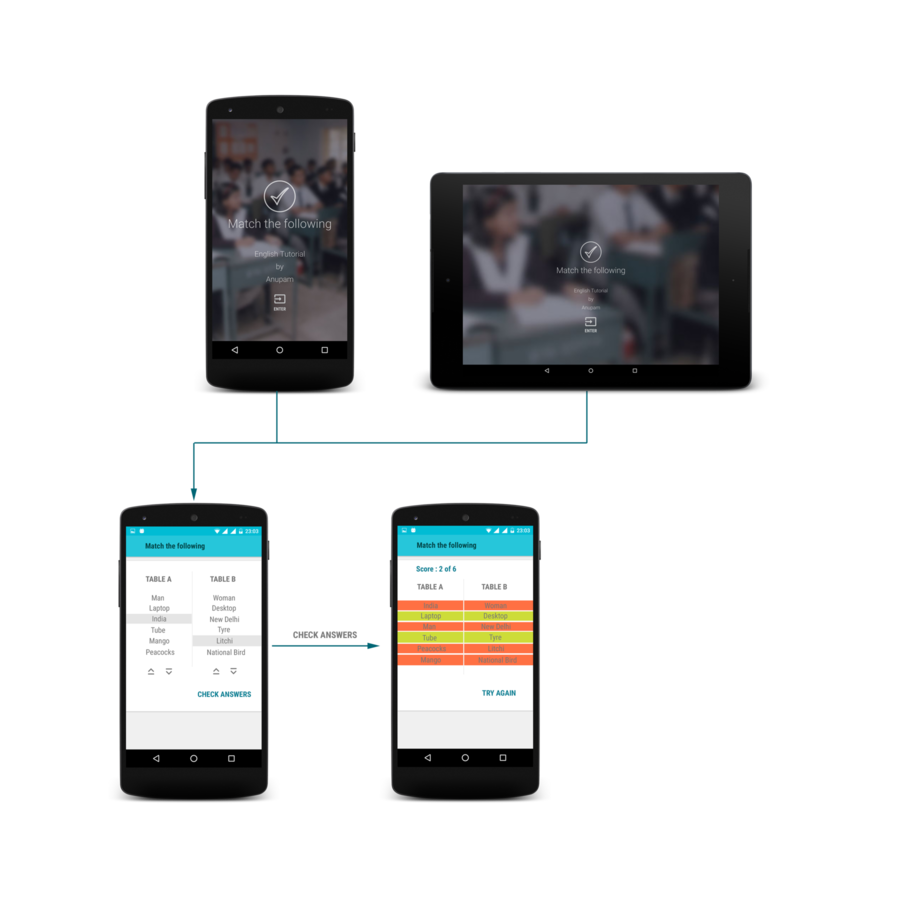 Match the following
English Tutorial
by
Anupam
ENTER
Match the following
English Tutorial
by
Anupam
ENTER
23:03
Match the following
TABLE A TABLE B
Man Woman
Laptop Desktop
India New Delhi
Tube Tyre
Mango Litchi
Peacocks National Bird
CHECK ANSWERS
CHECK ANSWERS
23:03
Match the following
Score : 2 of 6
TABLE A TABLE B
India Woman
Laptop Desktop
Man New Delhi
Tube Tyre
Peacocks Litchi
Mango National Bird
TRY AGAIN